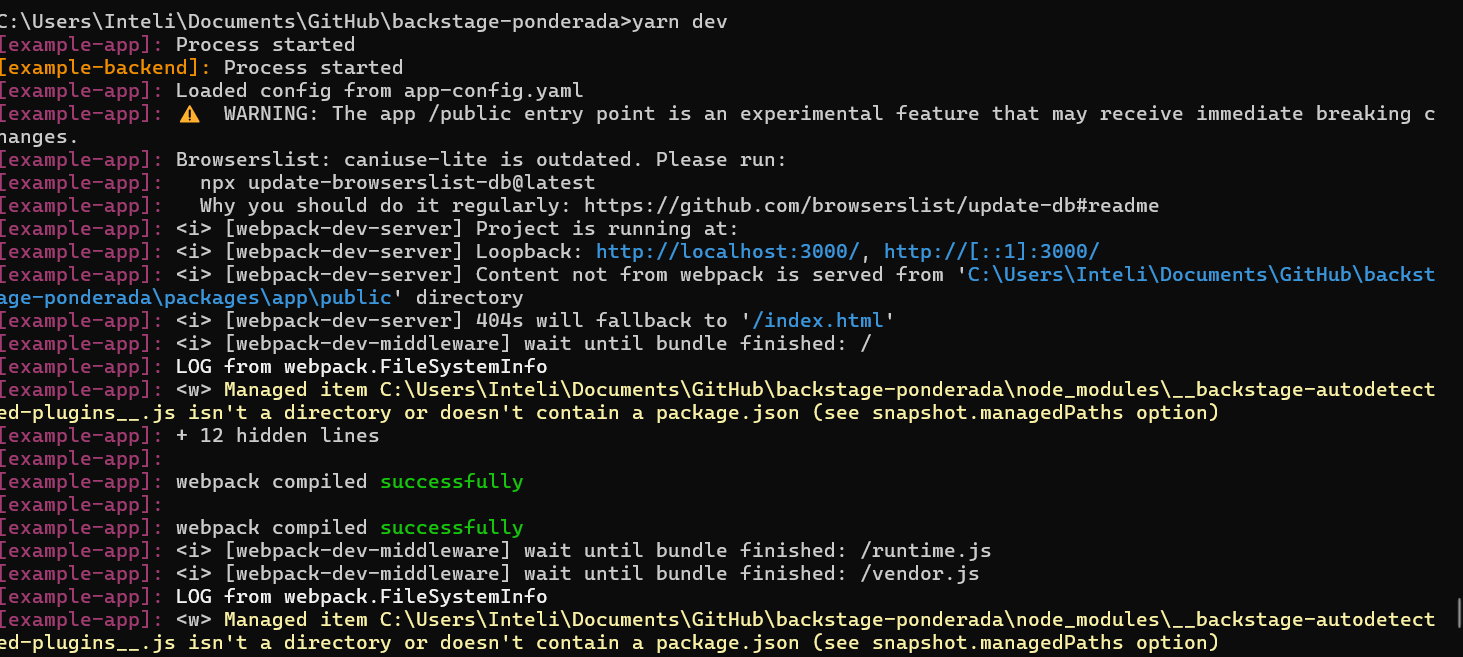 C:\Users\Inteli\Documents\GitHub\backstage-ponderada>yarn dev
[example-app]: Process started
[example-backend]: Process started
[example-app]: Loaded config from app-config.yaml
[example-app]: ⚠ WARNING: The app /public entry point is an experimental feature that may receive immediate breaking c
hanges.
[example-app]: Browserslist: caniuse-lite is outdated. Please run:
[example-app]:   npx update-browserslist-db@latest
[example-app]:   Why you should do it regularly: https://github.com/browserslist/update-db#readme
[example-app]: <i> [webpack-dev-server] Project is running at:
[example-app]: <i> [webpack-dev-server] Loopback: http://localhost:3000/, http://[::1]:3000/
[example-app]: <i> [webpack-dev-server] Content not from webpack is served from 'C:\Users\Inteli\Documents\GitHub\backst
age-ponderada\packages\app\public' directory
[example-app]: <i> [webpack-dev-server] 404s will fallback to '/index.html'
[example-app]: <i> [webpack-dev-middleware] wait until bundle finished: /
[example-app]: LOG from webpack.FileSystemInfo
[example-app]: <w> Managed item C:\Users\Inteli\Documents\GitHub\backstage-ponderada\node_modules\__backstage-autodetect
ed-plugins__.js isn't a directory or doesn't contain a package.json (see snapshot.managedPaths option)
[example-app]: + 12 hidden lines
[example-app]:
[example-app]: webpack compiled successfully
[example-app]:
[example-app]: webpack compiled successfully
[example-app]: <i> [webpack-dev-middleware] wait until bundle finished: /runtime.js
[example-app]: <i> [webpack-dev-middleware] wait until bundle finished: /vendor.js
[example-app]: LOG from webpack.FileSystemInfo
[example-app]: <w> Managed item C:\Users\Inteli\Documents\GitHub\backstage-ponderada\node_modules\__backstage-autodetect
ed-plugins__.js isn't a directory or doesn't contain a package.json (see snapshot.managedPaths option)